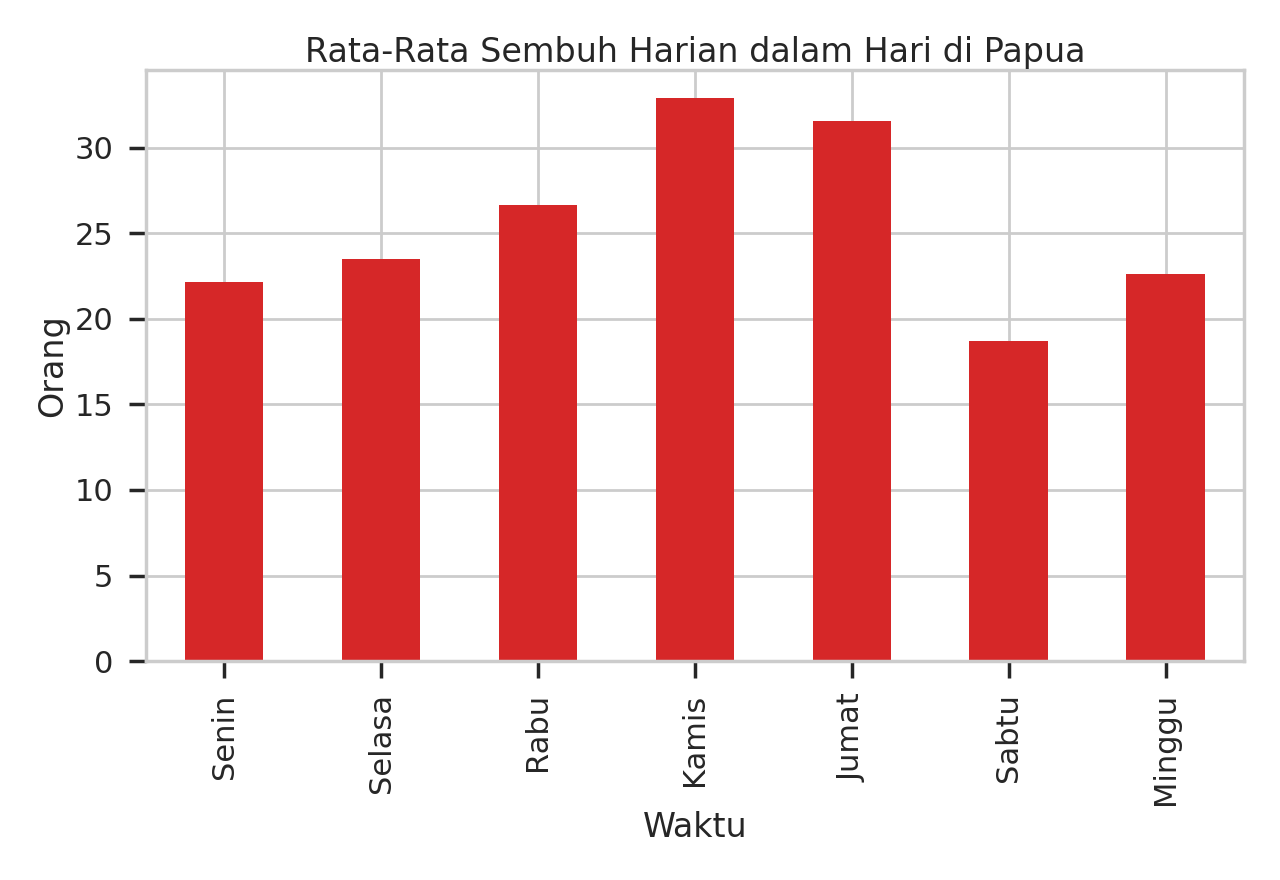 Rata-Rata Sembuh Harian dalam Hari di Papua
30
25
20
15
10
5
0
Orang
Senin
Selasa
Rabu
Kamis
Jumat
Sabtu
Minggu
Waktu